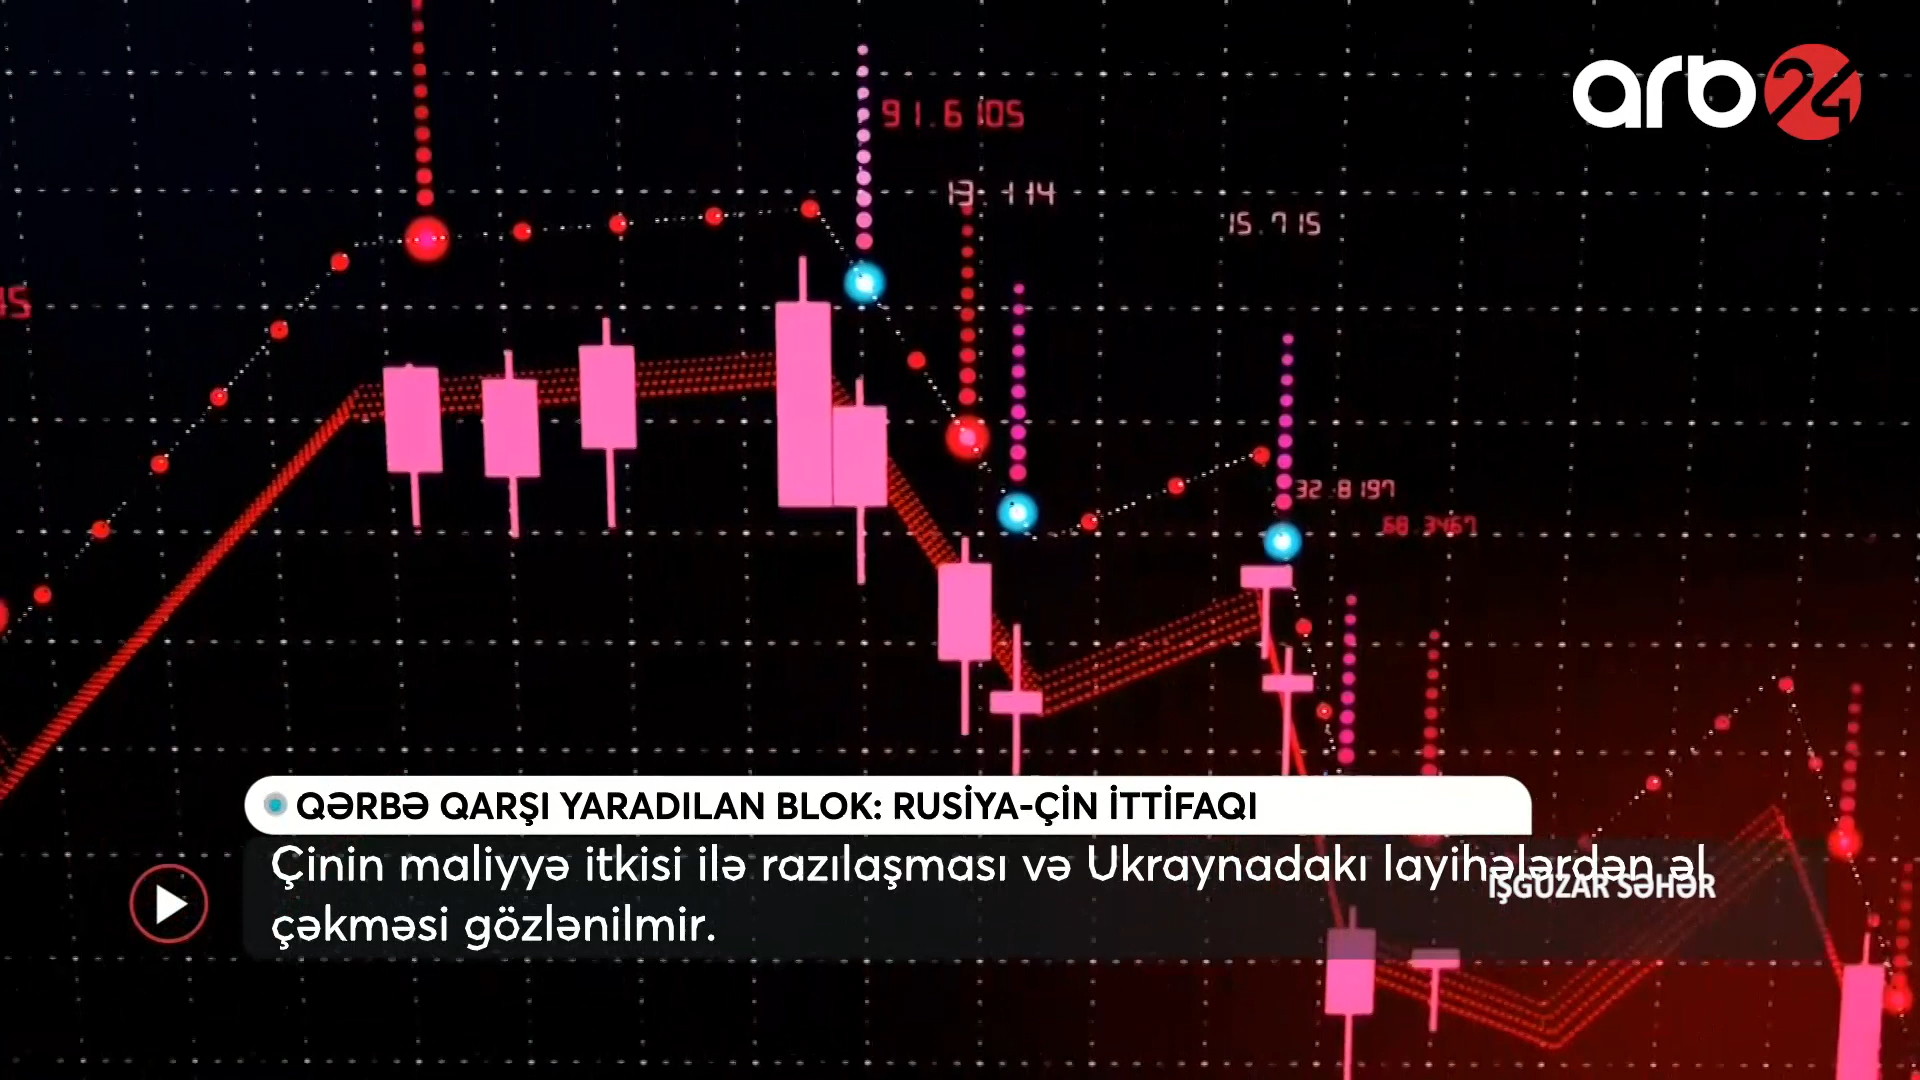 arb24
91.6105
13.114
15.715
45
32.8197
68.3467
QƏRBƏ QARŞI YARADILAN BLOK: RUSİYA-ÇİN İTTİFAQI
Çinin maliyyə itkisi ilə razılaşması və Ukraynadakı layihələrdən əl
çəkməsi gözlənilmir.
İŞGÜZAR SƏHƏR